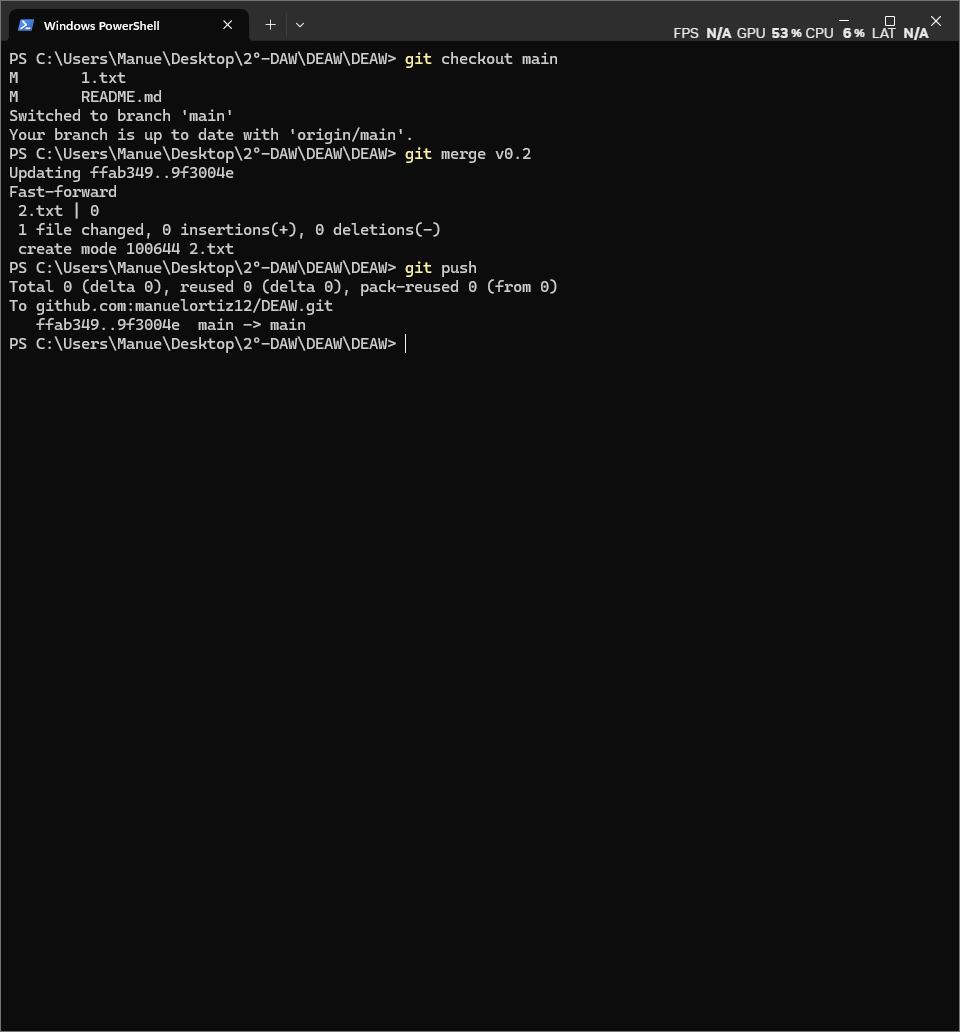 Windows PowerShell
FPS N/A GPU 53 % CPU 6 % LAT N/A
PS C:\Users\Manue\Desktop\2º-DAW\DEAW\DEAW> git checkout main
M       1.txt
M       README.md
Switched to branch 'main'
Your branch is up to date with 'origin/main'.
PS C:\Users\Manue\Desktop\2º-DAW\DEAW\DEAW> git merge v0.2
Updating ffab349..9f3004e
Fast-forward
 2.txt | 0
 1 file changed, 0 insertions(+), 0 deletions(-)
 create mode 100644 2.txt
PS C:\Users\Manue\Desktop\2º-DAW\DEAW\DEAW> git push
Total 0 (delta 0), reused 0 (delta 0), pack-reused 0 (from 0)
To github.com:manuelortiz12/DEAW.git
   ffab349..9f3004e  main -> main
PS C:\Users\Manue\Desktop\2º-DAW\DEAW\DEAW>